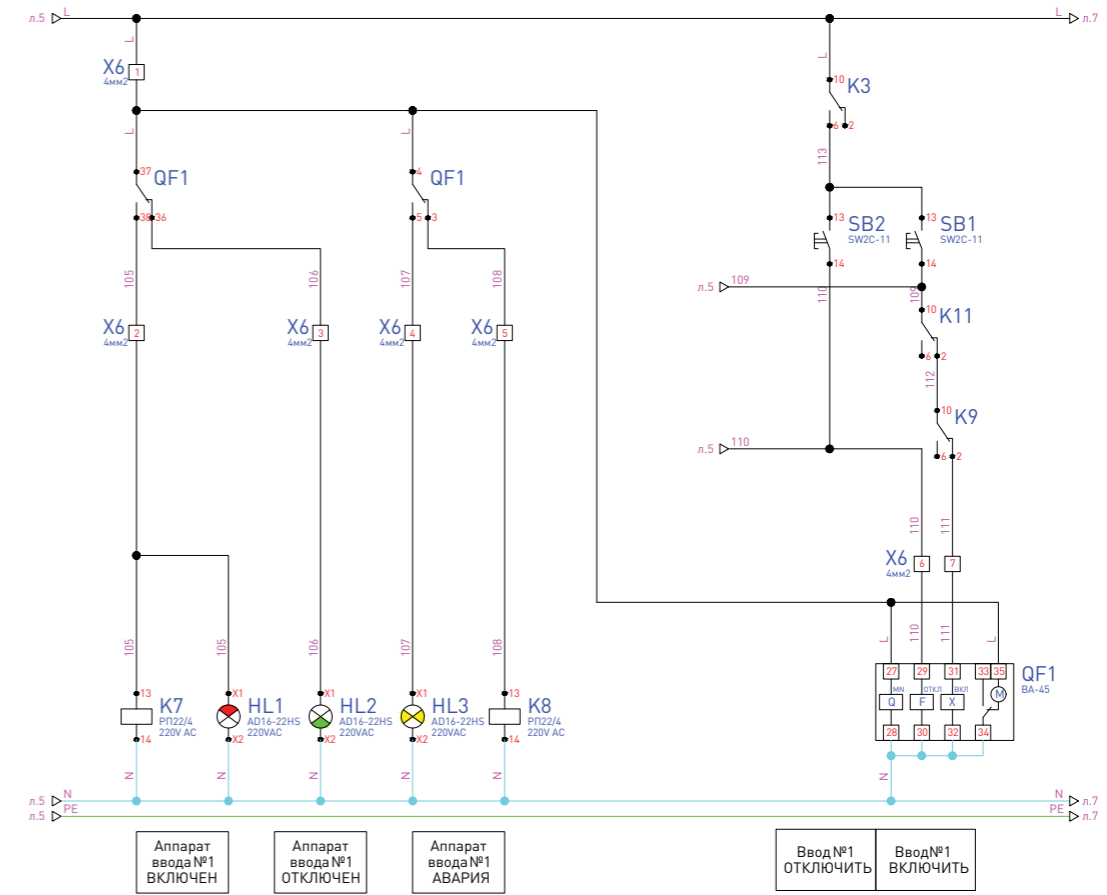 л.5 L
L л.7
L
L
X6 1
4мм2
10 K3
6 2
L
L
113
37 QF1
38 36
4 QF1
5 3
13 SB2
SW2C-11
14
13 SB1
SW2C-11
14
105
106
107
108
110
л.5 109
109
10 K11
6 2
X6 2
4мм2
X6 3
4мм2
X6 4
4мм2
X6 5
4мм2
112
10 K9
6 2
л.5 110
110
111
X6 6 7
4мм2
105
105
106
107
108
L
110
111
L
27 29 31 33 35 QF1
BA-45
MN ОТКЛ ВКЛ
Q F X M
28 30 32 34
13 K7
РП22/4
220V AC
14
X1 HL1
AD16-22HS
220VAC
X2
X1 HL2
AD16-22HS
220VAC
X2
X1 HL3
AD16-22HS
220VAC
X2
13 K8
РП22/4
220V AC
14
N
N
N
N
N
N
л.5 N
N л.7
л.5 PE
PE л.7
Аппарат
ввода №1
ВКЛЮЧЕН
Аппарат
ввода №1
ОТКЛЮЧЕН
Аппарат
ввода №1
АВАРИЯ
Ввод №1
ОТКЛЮЧИТЬ
Ввод№1
ВКЛЮЧИТЬ